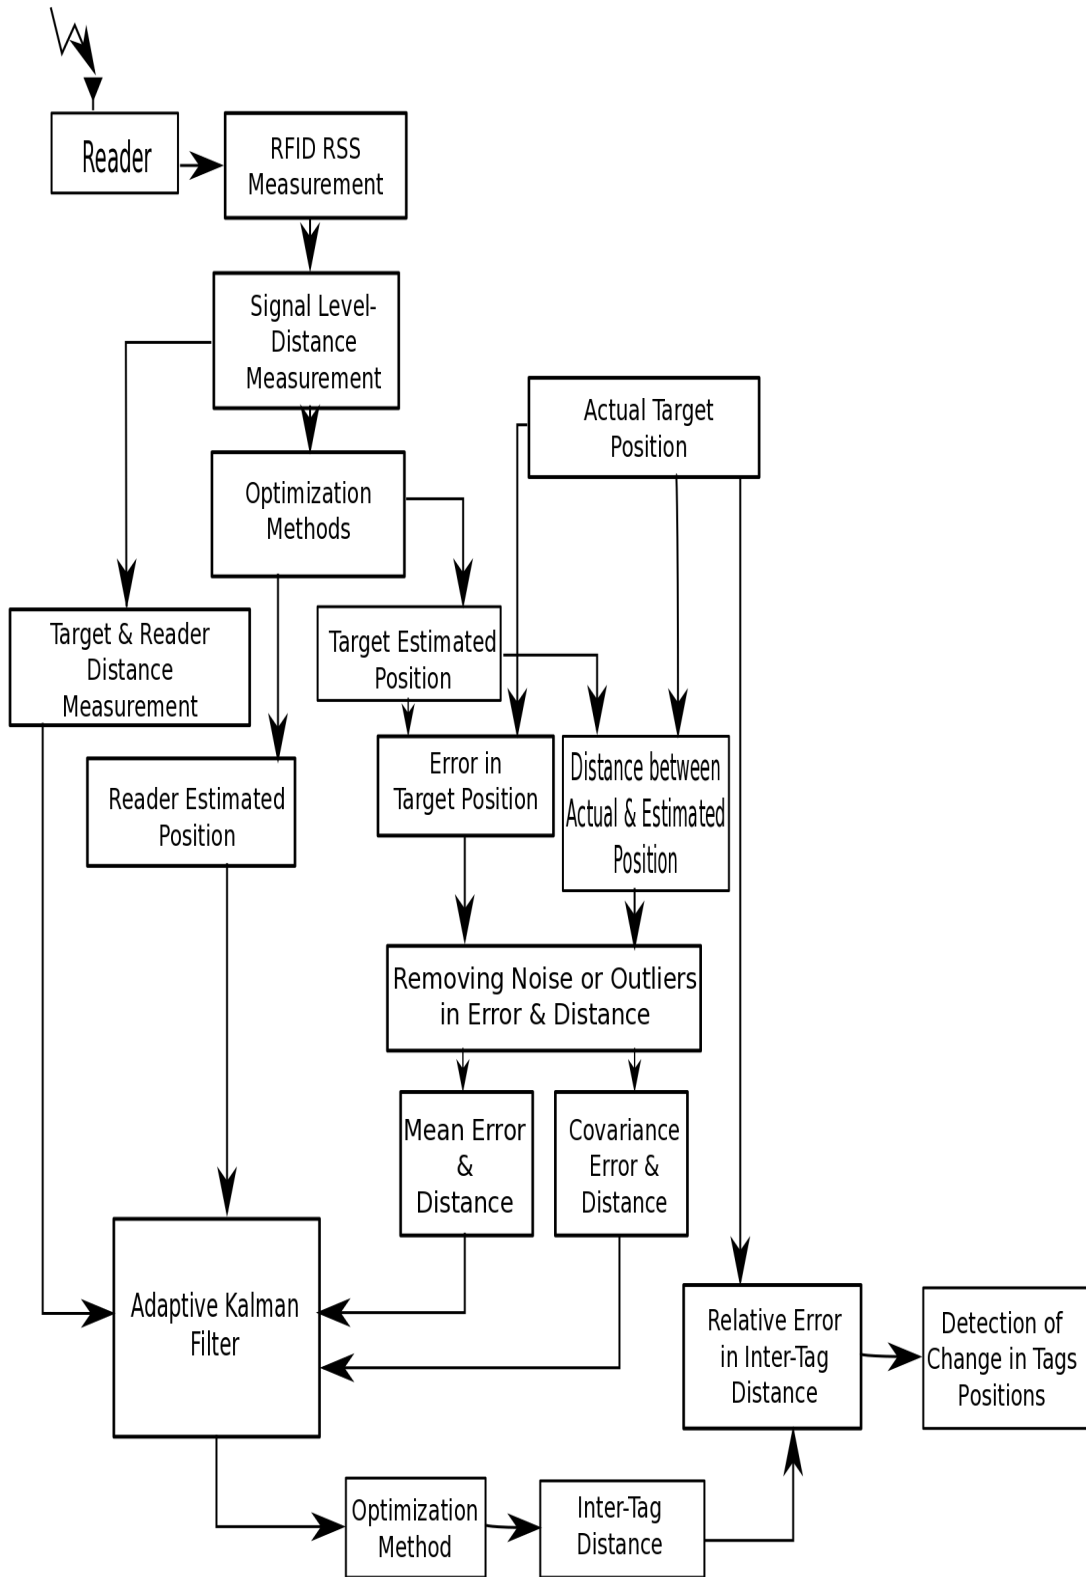 Reader
RFID RSS
Measurement
Signal Level-
Distance
Measurement
Actual Target
Position
Optimization
Methods
Target & Reader
Distance
Measurement
Target Estimated
Position
Reader Estimated
Position
Error in
Target Position
Distance between
Actual & Estimated
Position
Removing Noise or Outliers
in Error & Distance
Mean Error
&
Distance
Covariance
Error &
Distance
Adaptive Kalman
Filter
Relative Error
in Inter-Tag
Distance
Detection of
Change in Tags
Positions
Optimization
Method
Inter-Tag
Distance